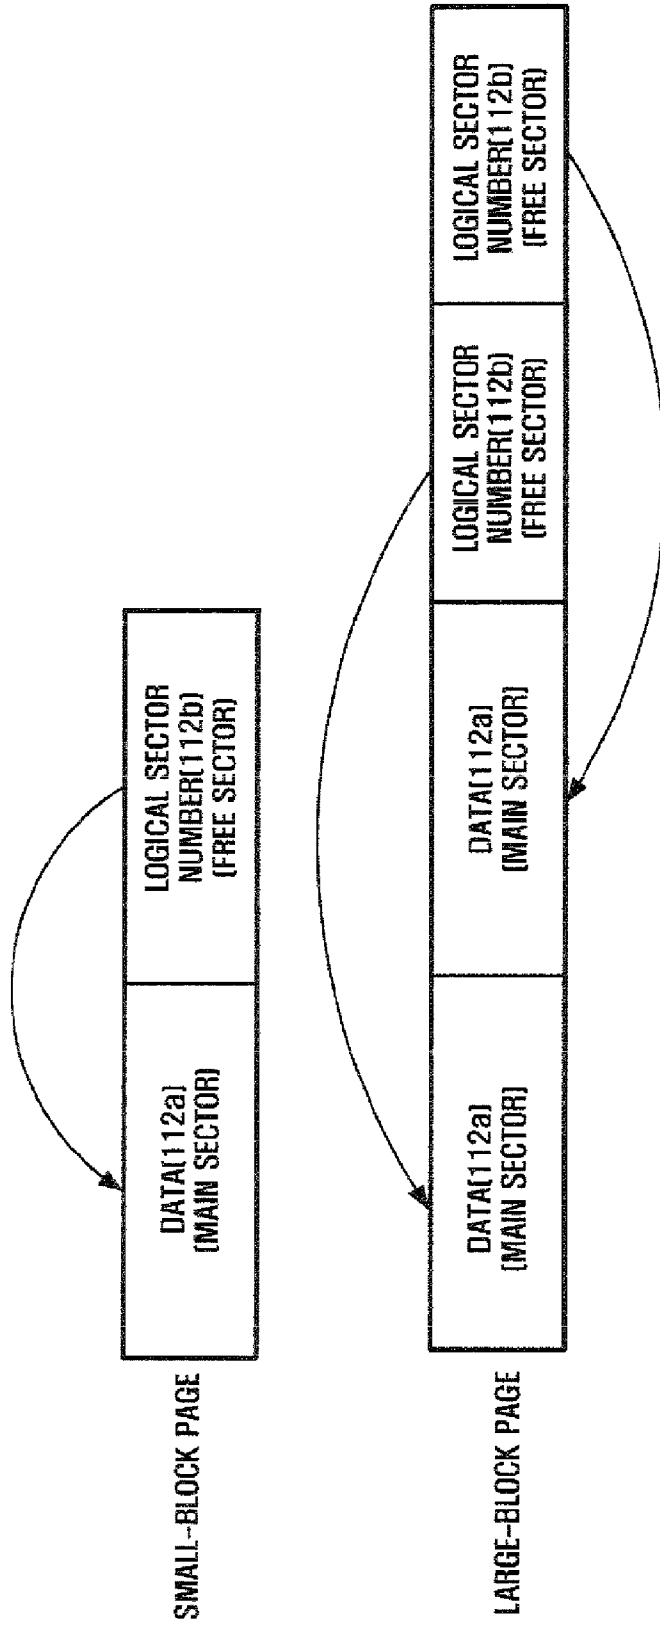 SMALL-BLOCK PAGE
DATA(112a)
(MAIN SECTOR)
LOGICAL SECTOR
NUMBER(112b)
(FREE SECTOR)
LARGE-BLOCK PAGE
DATA(112a)
(MAIN SECTOR)
DATA(112a)
(MAIN SECTOR)
LOGICAL SECTOR
NUMBER(112b)
(FREE SECTOR)
LOGICAL SECTOR
NUMBER(112b)
(FREE SECTOR)